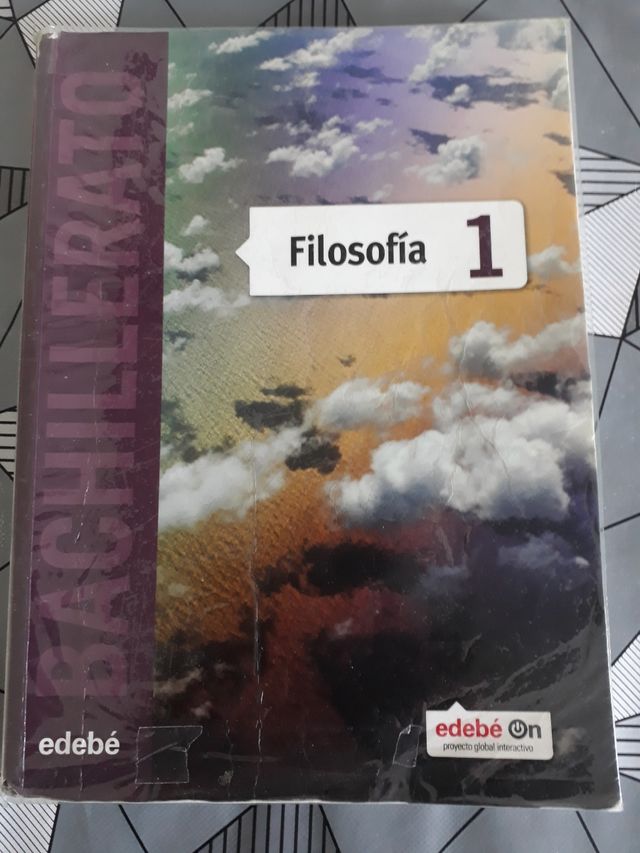 BACHILLERATO
Filosofía 1
edebé
edebé On
proyecto global interactivo